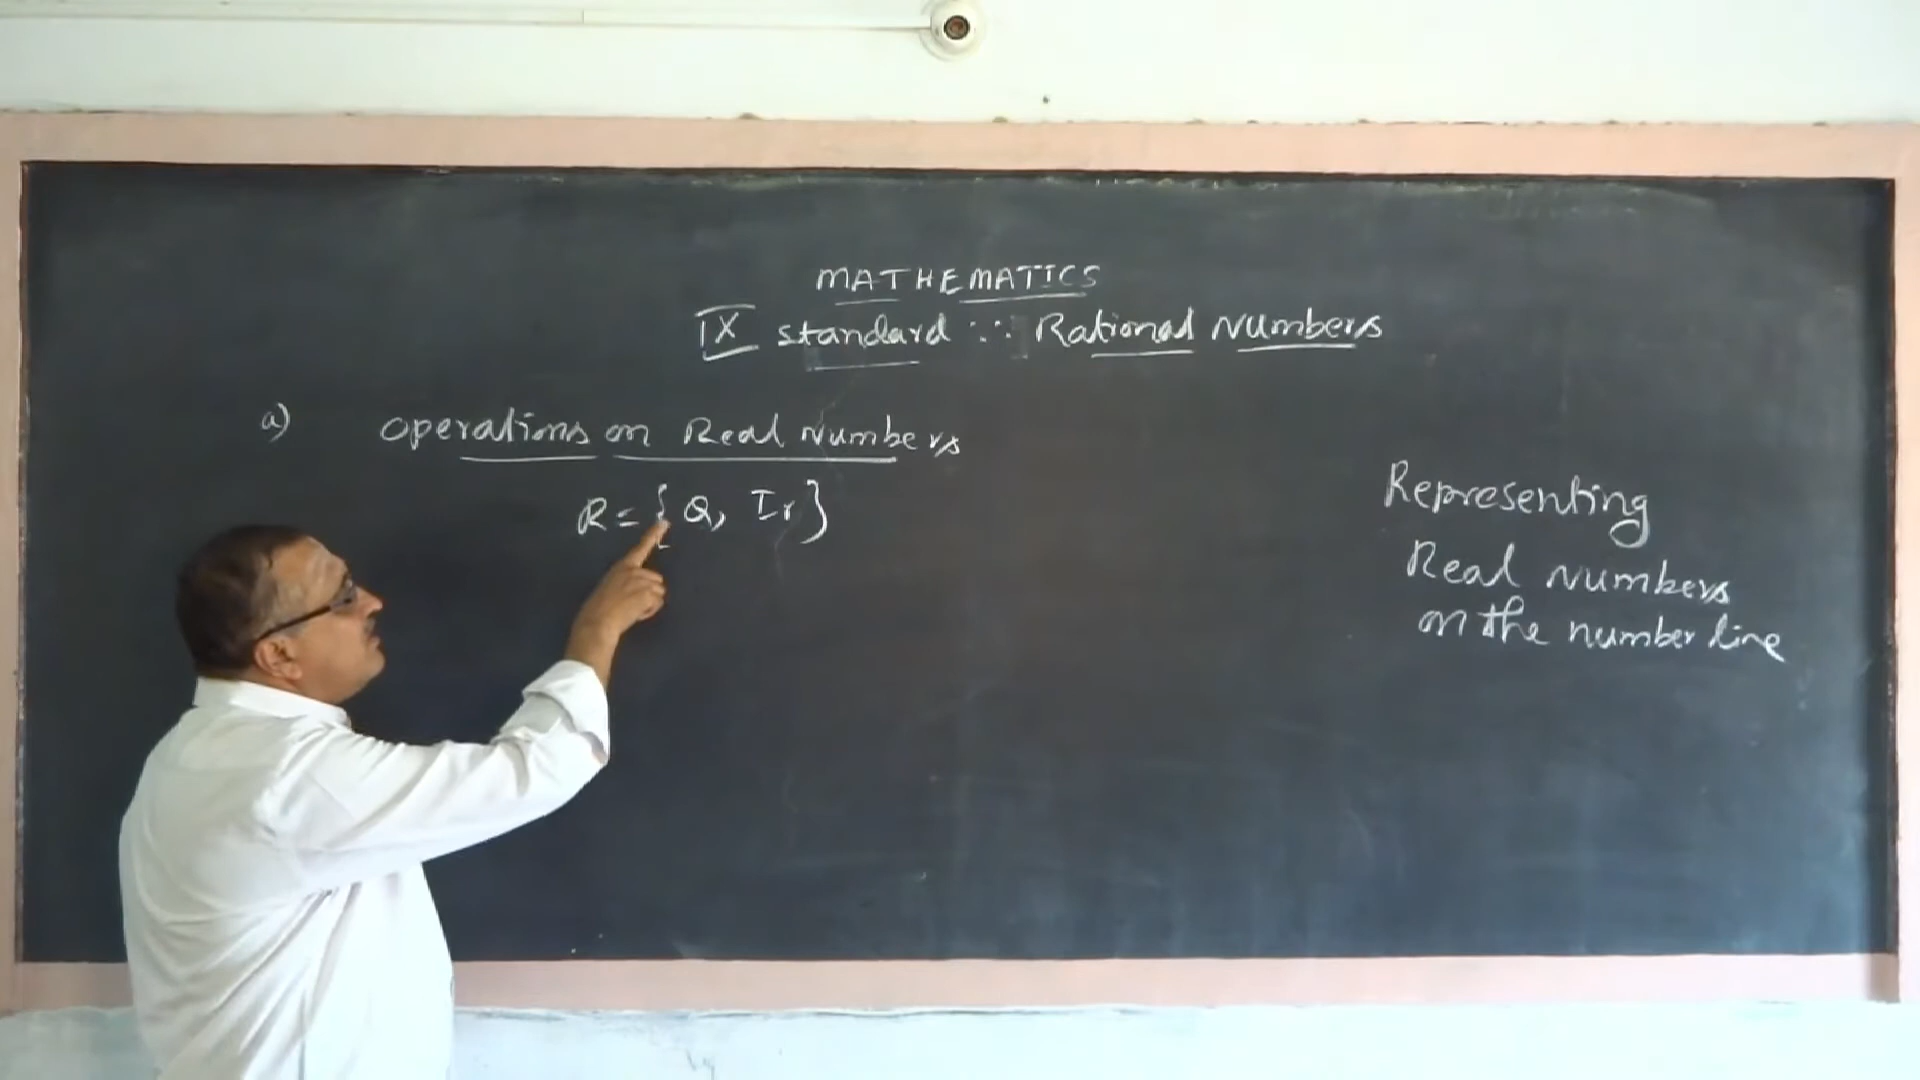 MATHEMATICS
IX standard ∵ Rational Numbers
a) operations on Real Numbers
R = { Q, Ir }
Representing
Real numbers
on the number line